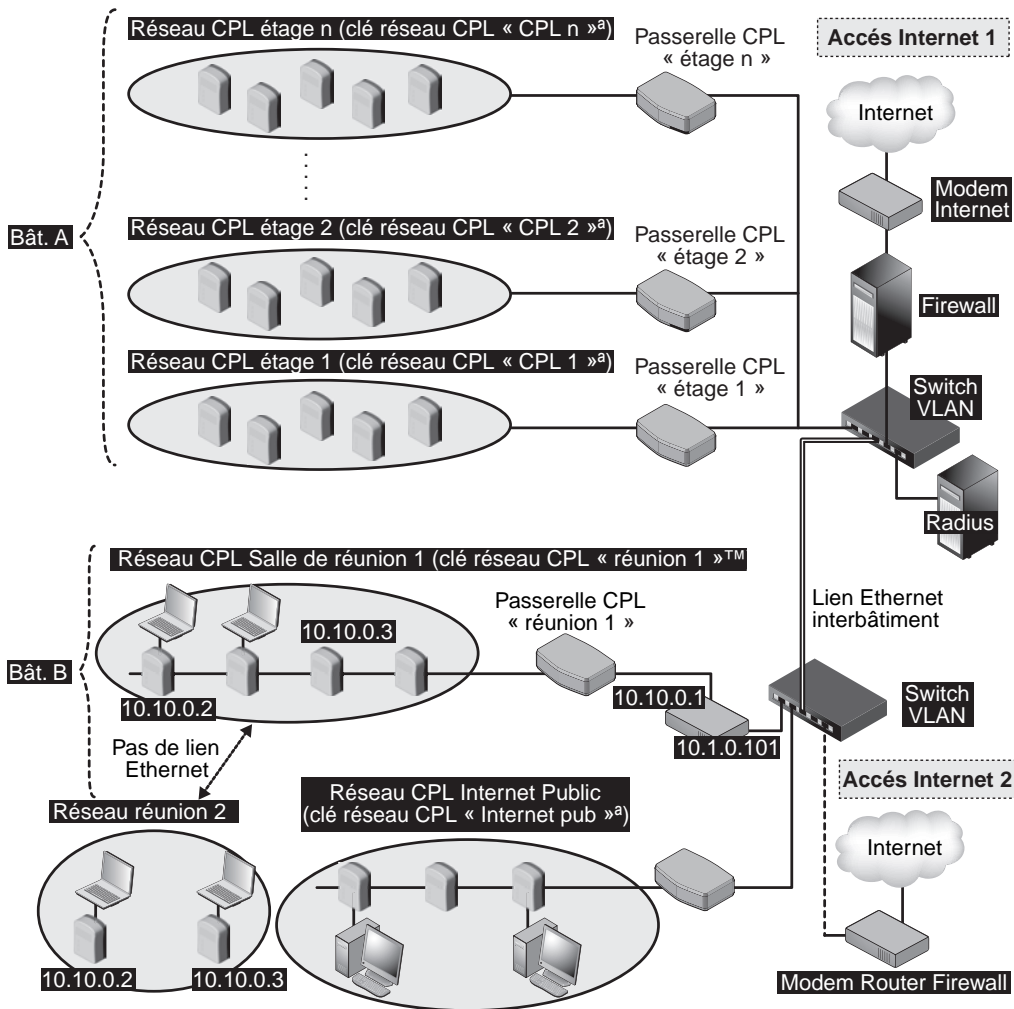 Réseau CPL étage n (clé réseau CPL « CPL n »ª)
Passerelle CPL
« étage n »
Accés Internet 1
Internet
Modem
Internet
Bât. A
Réseau CPL étage 2 (clé réseau CPL « CPL 2 »ª)
Passerelle CPL
« étage 2 »
Firewall
Réseau CPL étage 1 (clé réseau CPL « CPL 1 »ª)
Passerelle CPL
« étage 1 »
Switch
VLAN
Radius
Réseau CPL Salle de réunion 1 (clé réseau CPL « réunion 1 »™
Passerelle CPL
« réunion 1 »
Lien Ethernet
interbâtiment
10.10.0.3
Bât. B
10.10.0.2
10.10.0.1
10.1.0.101
Switch
VLAN
Pas de lien
Ethernet
Accés Internet 2
Réseau réunion 2
Réseau CPL Internet Public
(clé réseau CPL « Internet pub »ª)
Internet
10.10.0.2
10.10.0.3
Modem Router Firewall